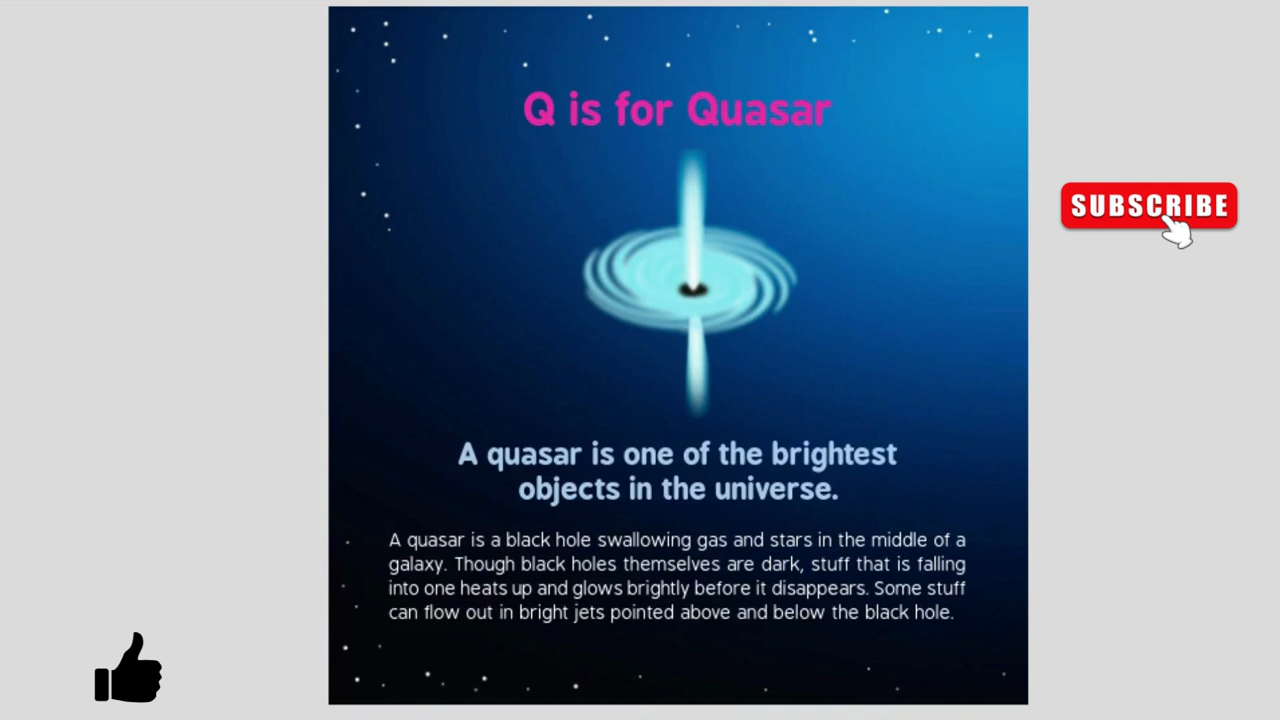 Q is for Quasar
SUBSCRIBE
A quasar is one of the brightest
objects in the universe.
A quasar is a black hole swallowing gas and stars in the middle of a
galaxy. Though black holes themselves are dark, stuff that is falling
into one heats up and glows brightly before it disappears. Some stuff
can flow out in bright jets pointed above and below the black hole.